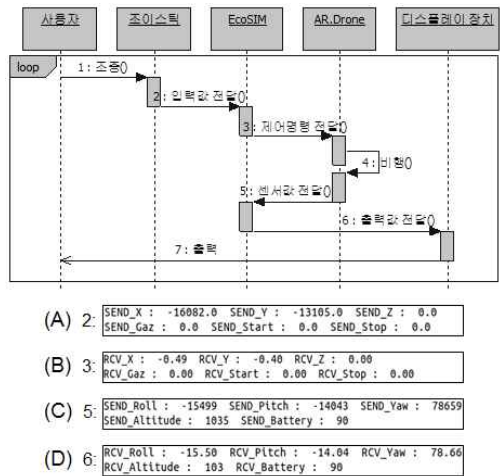 사용자 조이스틱 EcoSIM AR.Drone 디스플레이 장치
loop
1 : 조종()
2 : 입력값 전달()
3 : 제어명령 전달()
4 : 비행()
5 : 센서값 전달()
6 : 출력값 전달()
7 : 출력
(A) 2: SEND_X : -16082.0 SEND_Y : -13105.0 SEND_Z : 0.0
SEND_Gaz : 0.0 SEND_Start : 0.0 SEND_Stop : 0.0
(B) 3: RCV_X : -0.49 RCV_Y : -0.40 RCV_Z : 0.00
RCV_Gaz : 0.00 RCV_Start : 0.00 RCV_Stop : 0.00
(C) 5: SEND_Roll : -15499 SEND_Pitch : -14043 SEND_Yaw : 78659
SEND_Altitude : 1035 SEND_Battery : 90
(D) 6: RCV_Roll : -15.50 RCV_Pitch : -14.04 RCV_Yaw : 78.66
RCV_Altitude : 103 RCV_Battery : 90